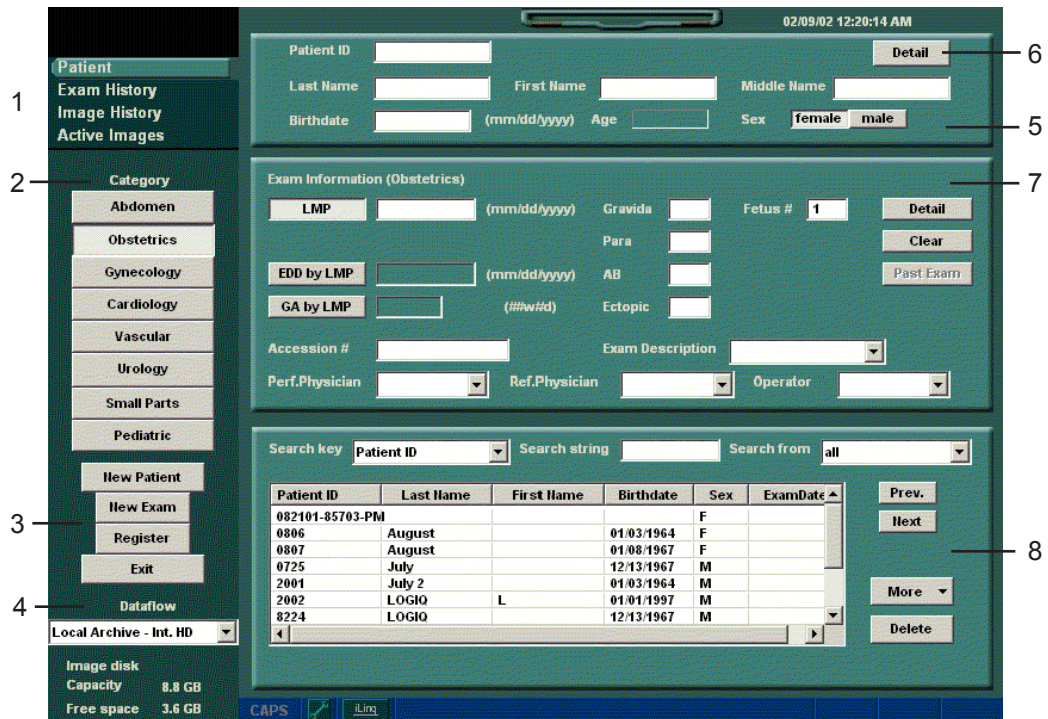 02/09/02 12:20:14 AM
Patient
Exam History
Image History
Active Images
1
2
Category
Abdomen
Obstetrics
Gynecology
Cardiology
Vascular
Urology
Small Parts
Pediatric
New Patient
New Exam
Register
Exit
3
4
Dataflow
Local Archive - Int. HD
Image disk
Capacity 8.8 GB
Free space 3.6 GB
Patient ID Detail 6
Last Name First Name Middle Name
Birthdate (mm/dd/yyyy) Age Sex female male 5
Exam Information (Obstetrics) 7
LMP (mm/dd/yyyy) Gravida Fetus # 1 Detail
Para Clear
EDD by LMP (mm/dd/yyyy) AB Past Exam
GA by LMP (##w#d) Ectopic
Accession # Exam Description
Perf.Physician Ref.Physician Operator
Search key Patient ID Search string Search from all
Patient ID Last Name First Name Birthdate Sex ExamDate Prev.
082101-85703-PM F
0806 August 01/03/1964 F Next
0807 August 01/08/1967 F
0725 July 12/13/1967 M 8
2001 July 2 01/03/1964 M
2002 LOGIQ L 01/01/1997 M More
8224 LOGIQ 12/13/1967 M
Delete
CAPS iLinq